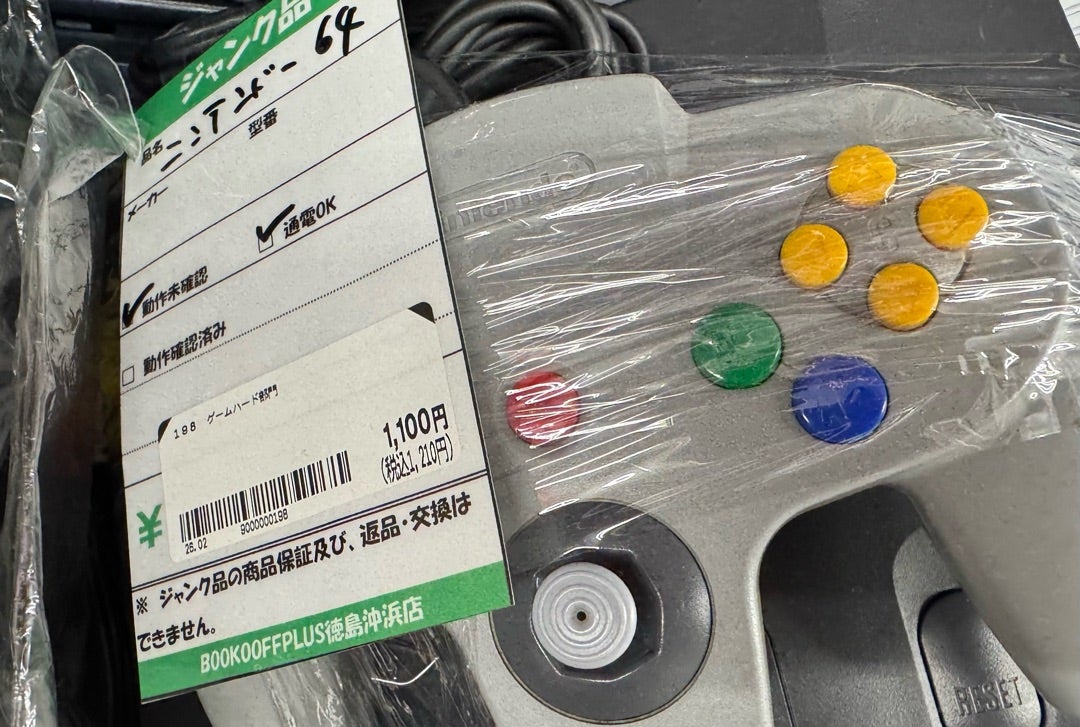 ジャンク品
品名 ニンテンドー 64
型番
メーカー
通電OK
動作未確認
動作確認済み
198 ゲームハード部門
1,100円
(税込1,210円)
9000000198
26.02
¥
※ ジャンク品の商品保証及び、返品・交換は
できません。
BOOKOFFPLUS徳島沖浜店
Nintendo
RESET